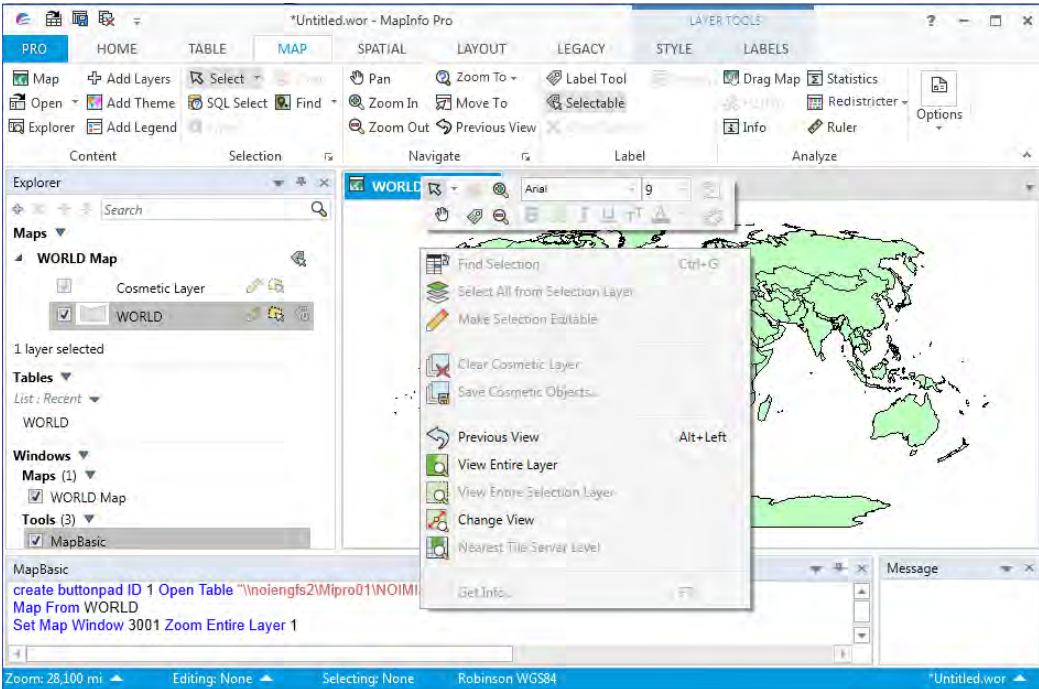 *Untitled.wor - MapInfo Pro
LAYER TOOLS
?
PRO HOME TABLE MAP SPATIAL LAYOUT LEGACY STYLE LABELS
Map Add Layers Select Pan Zoom To Label Tool Drag Map Statistics
Open Add Theme SQL Select Find Zoom In Move To Selectable Redistricter Options
Explorer Add Legend Zoom Out Previous View Info Ruler
Content Selection Navigate Label Analyze
Explorer
Search
Maps
WORLD Map
Cosmetic Layer
WORLD
1 layer selected
Tables
List : Recent
WORLD
Windows
Maps (1)
WORLD Map
Tools (3)
MapBasic
WORLD
Arial 9
Find Selection Ctrl+G
Select All from Selection Layer
Make Selection Editable
Clear Cosmetic Layer
Save Cosmetic Objects...
Previous View Alt+Left
View Entire Layer
View Entire Selection Layer
Change View
Nearest Tile Server Level
Get Info... F7
MapBasic
create buttonpad ID 1 Open Table "\\noiengfs2\Mipro01\NOIMI
Map From WORLD
Set Map Window 3001 Zoom Entire Layer 1
Message
Zoom: 28,100 mi Editing: None Selecting: None Robinson WGS84 *Untitled.wor